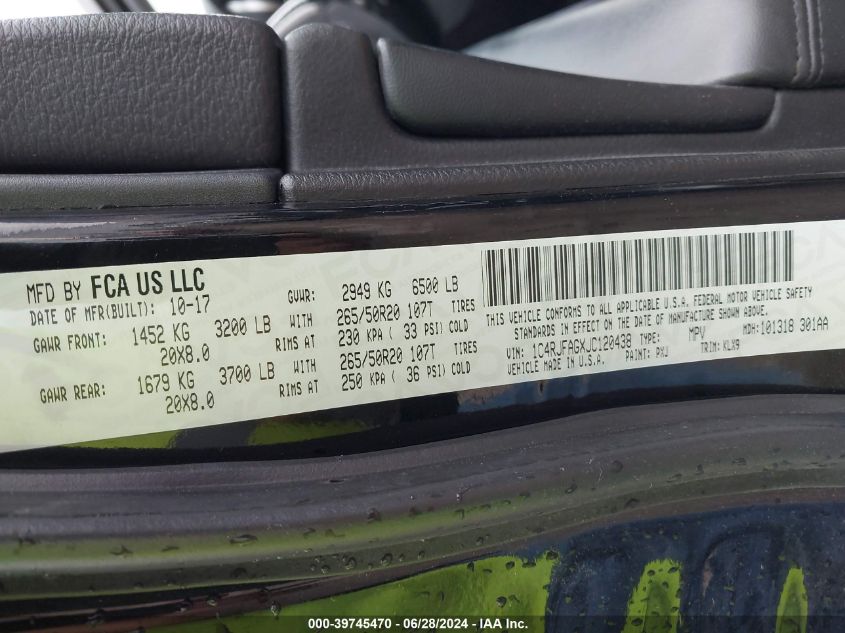 MFD BY FCA US LLC
DATE OF MFR(BUILT): 10-17 GVWR: 2949 KG 6500 LB
GAWR FRONT: 1452 KG 3200 LB WITH 265/50R20 107T TIRES
20X8.0 RIMS AT 230 KPA ( 33 PSI) COLD
GAWR REAR: 1679 KG 3700 LB WITH 265/50R20 107T TIRES
20X8.0 RIMS AT 250 KPA ( 36 PSI) COLD
THIS VEHICLE CONFORMS TO ALL APPLICABLE U.S.A. FEDERAL MOTOR VEHICLE SAFETY
STANDARDS IN EFFECT ON THE DATE OF MANUFACTURE SHOWN ABOVE.
VIN: 1C4RJFAGXJC120438 TYPE: MPV MDH: 101318 301AA
VEHICLE MADE IN U.S.A. PAINT: PXJ TRIM: KLX9
000-39745470 / 06/28/2024 - IAA Inc.